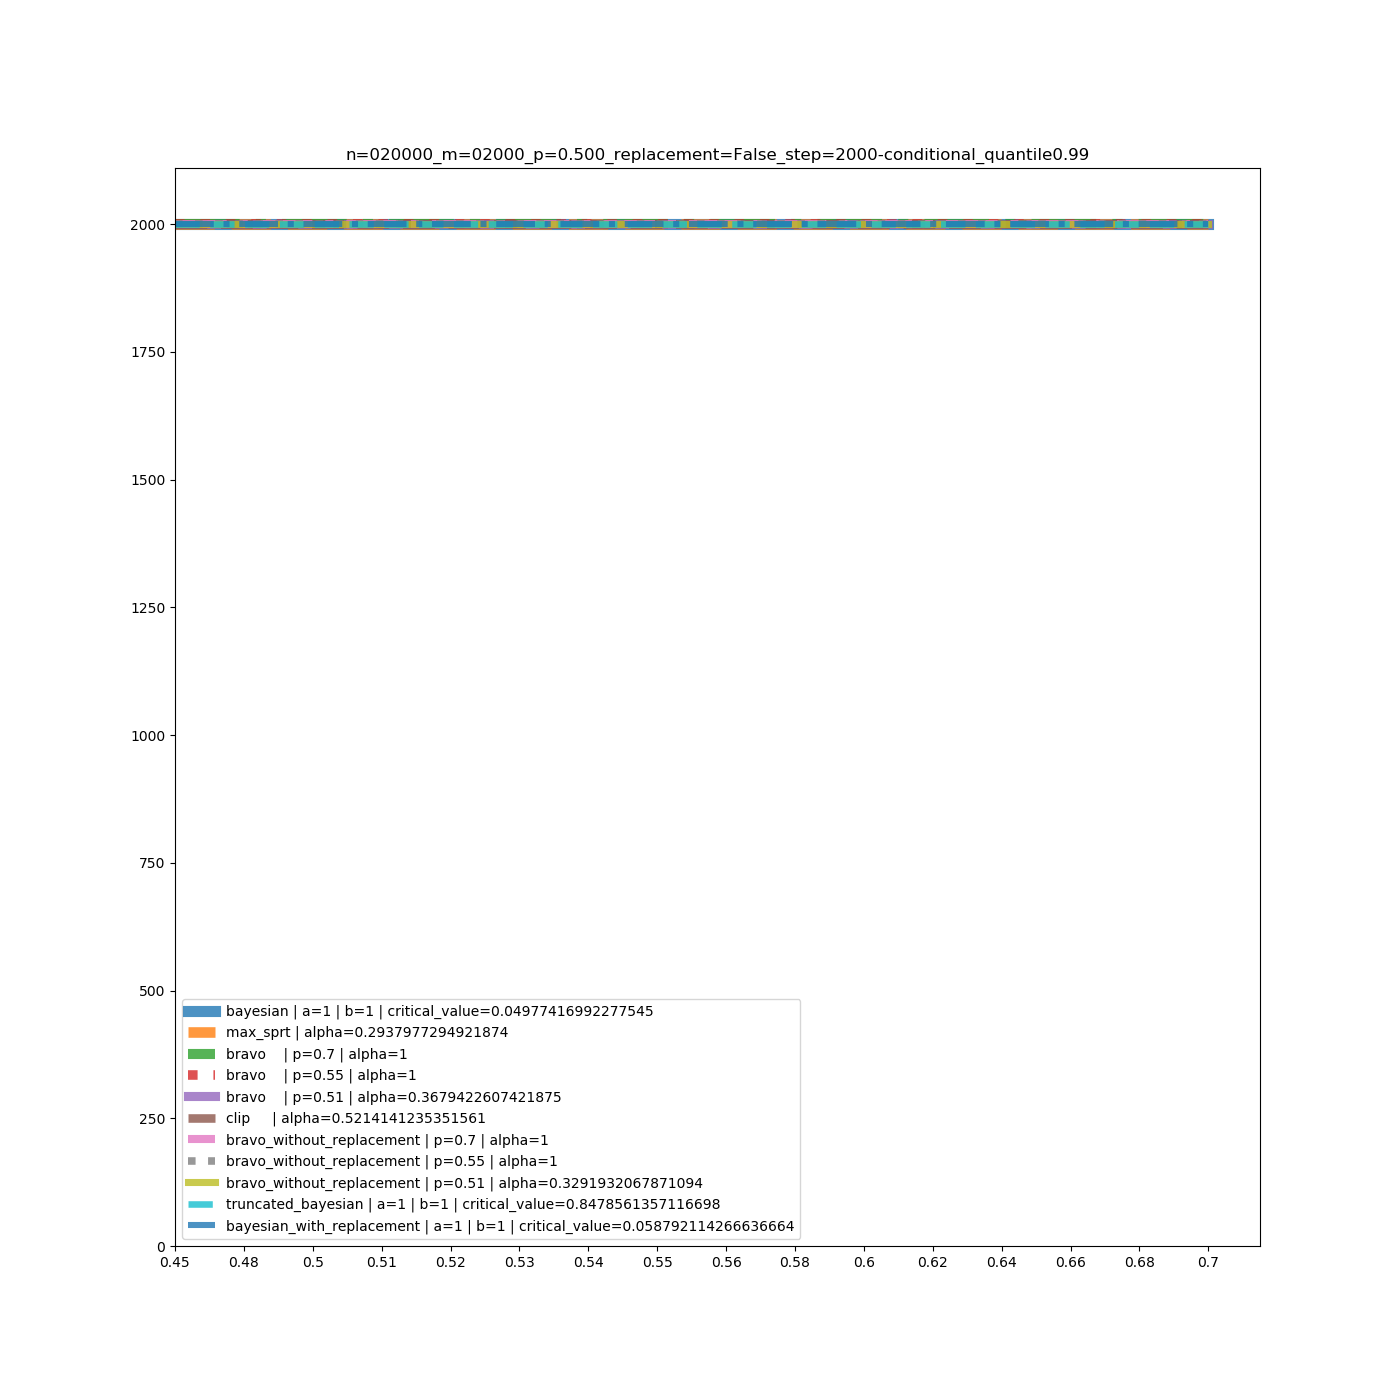 n=020000_m=02000_p=0.500_replacement=False_step=2000-conditional_quantile0.99
2000
1750
1500
1250
1000
750
500
250
0
bayesian | a=1 | b=1 | critical_value=0.04977416992277545
max_sprt | alpha=0.2937977294921874
bravo | p=0.7 | alpha=1
bravo | p=0.55 | alpha=1
bravo | p=0.51 | alpha=0.3679422607421875
clip | alpha=0.5214141235351561
bravo_without_replacement | p=0.7 | alpha=1
bravo_without_replacement | p=0.55 | alpha=1
bravo_without_replacement | p=0.51 | alpha=0.3291932067871094
truncated_bayesian | a=1 | b=1 | critical_value=0.8478561357116698
bayesian_with_replacement | a=1 | b=1 | critical_value=0.058792114266636664
0.45 0.48 0.5 0.51 0.52 0.53 0.54 0.55 0.56 0.58 0.6 0.62 0.64 0.66 0.68 0.7